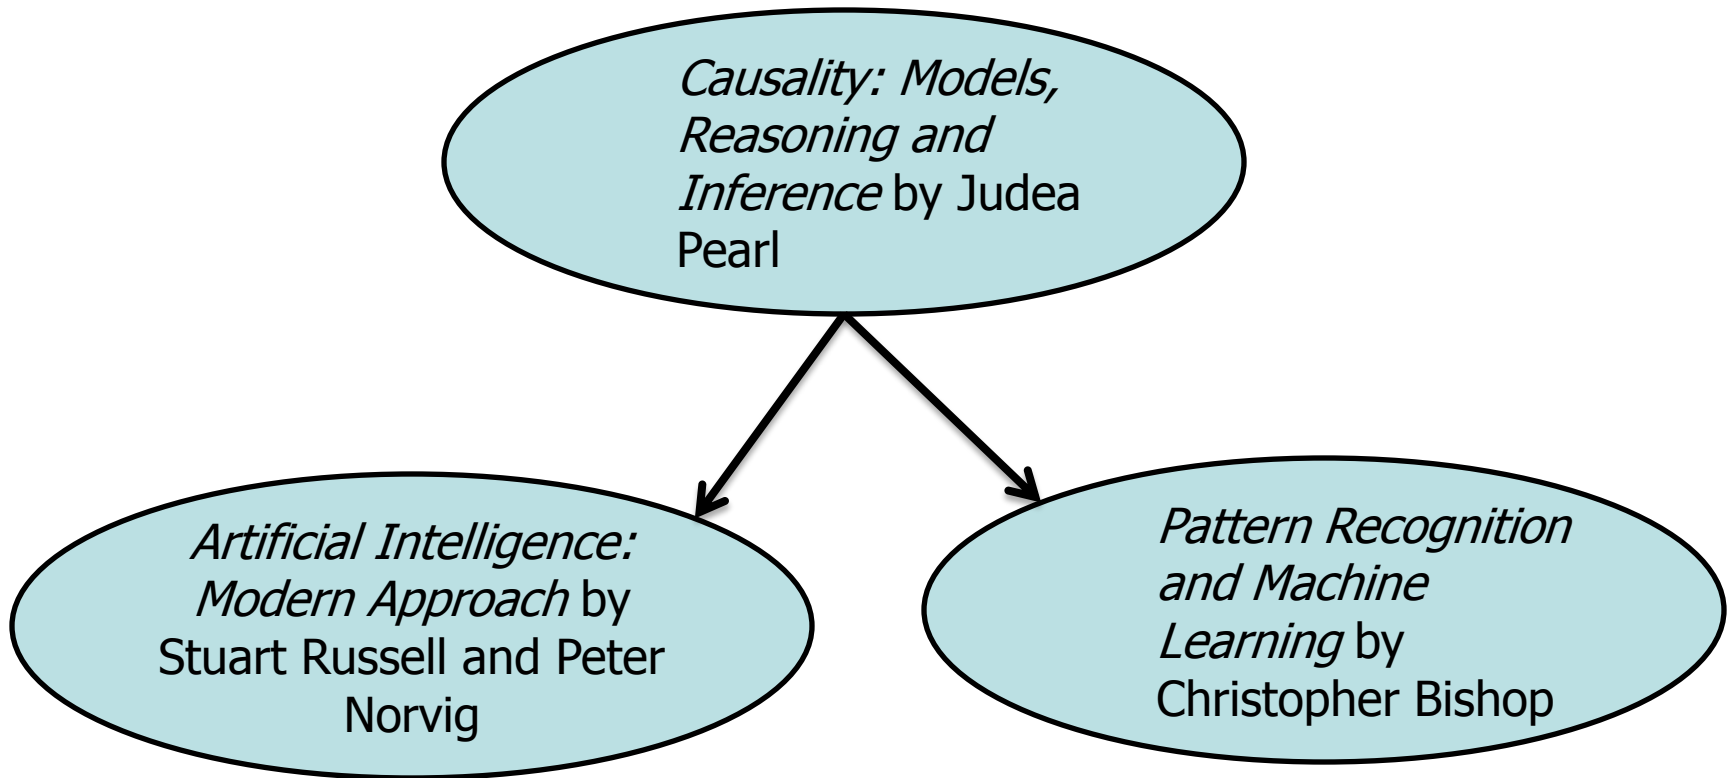 Causality: Models,
Reasoning and
Inference by Judea
Pearl
Artificial Intelligence:
Modern Approach by
Stuart Russell and Peter
Norvig
Pattern Recognition
and Machine
Learning by
Christopher Bishop